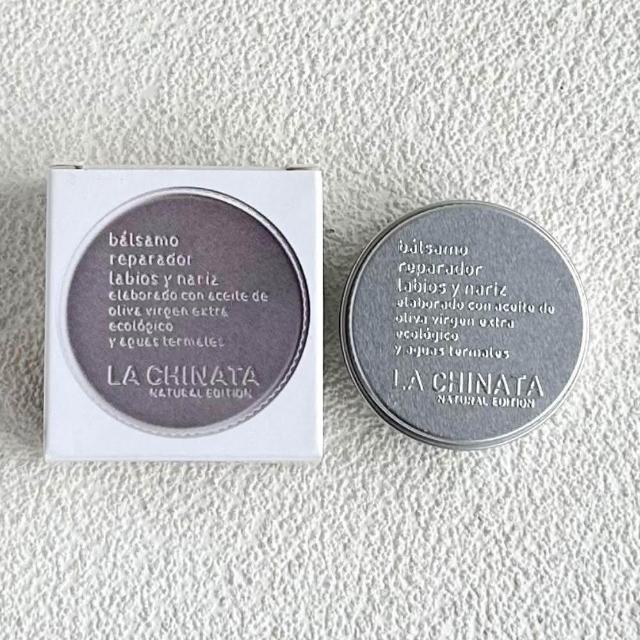 bálsamo
reparador
labios y nariz
elaborado con aceite de
oliva virgen extra
ecológico
y aguas termales
LA CHINATA
NATURAL EDITION
bálsamo
reparador
labios y nariz
elaborado con aceite de
oliva virgen extra
ecológico
y aguas termales
LA CHINATA
NATURAL EDITION